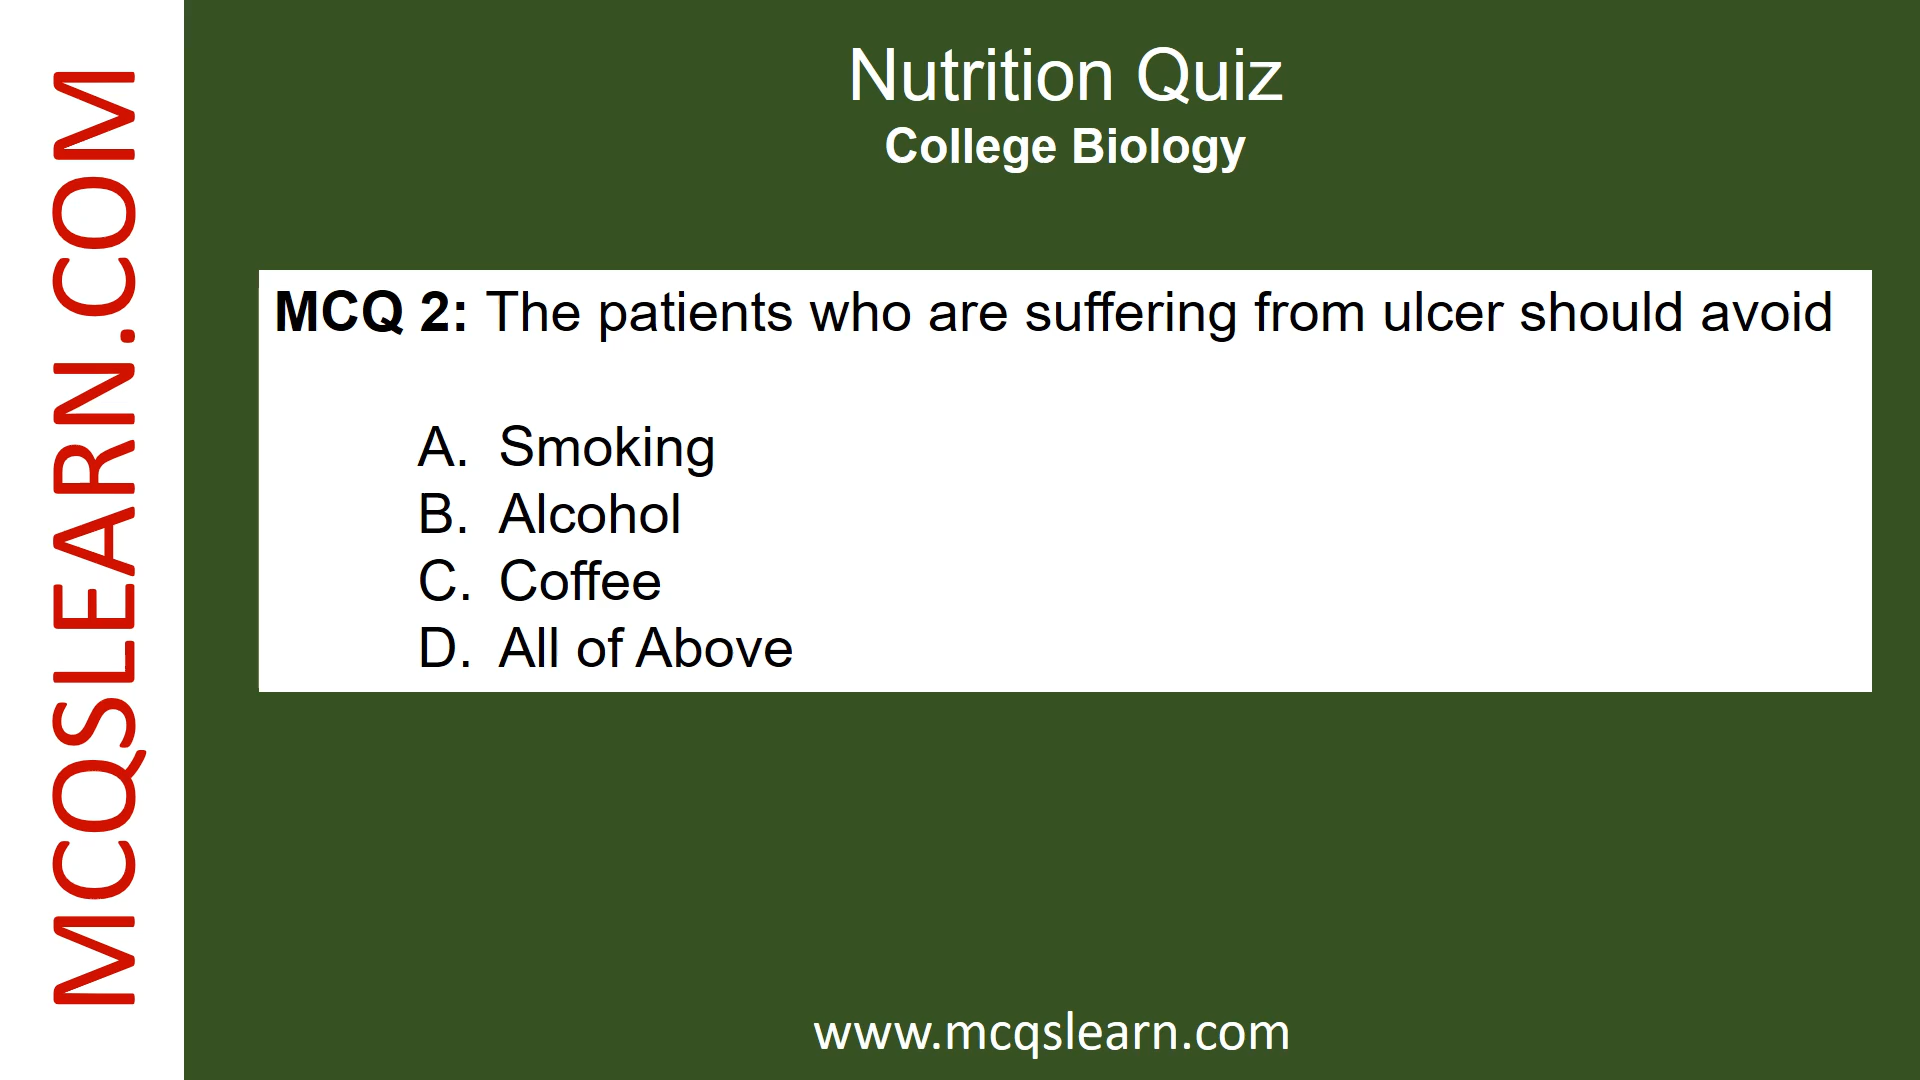 MCQSLEARN.COM
Nutrition Quiz
College Biology
MCQ 2: The patients who are suffering from ulcer should avoid
A. Smoking
B. Alcohol
C. Coffee
D. All of Above
www.mcqslearn.com